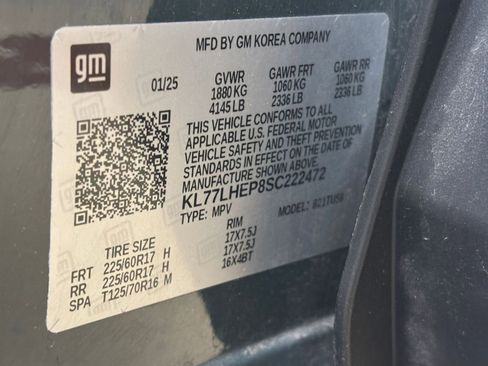 gm
MFD BY GM KOREA COMPANY
01/25 GVWR GAWR FRT GAWR RR
1880 KG 1060 KG 1060 KG
4145 LB 2336 LB 2336 LB
THIS VEHICLE CONFORMS TO ALL
APPLICABLE U.S. FEDERAL MOTOR
VEHICLE SAFETY AND THEFT PREVENTION
STANDARDS IN EFFECT ON THE DATE OF
MANUFACTURE SHOWN ABOVE.
KL77LHEP8SC222472
TYPE: MPV MODEL:
TIRE SIZE RIM
FRT 225/60R17 H 17X7.5J
RR 225/60R17 H 17X7.5J
SPA T125/70R16 M 16X4BT